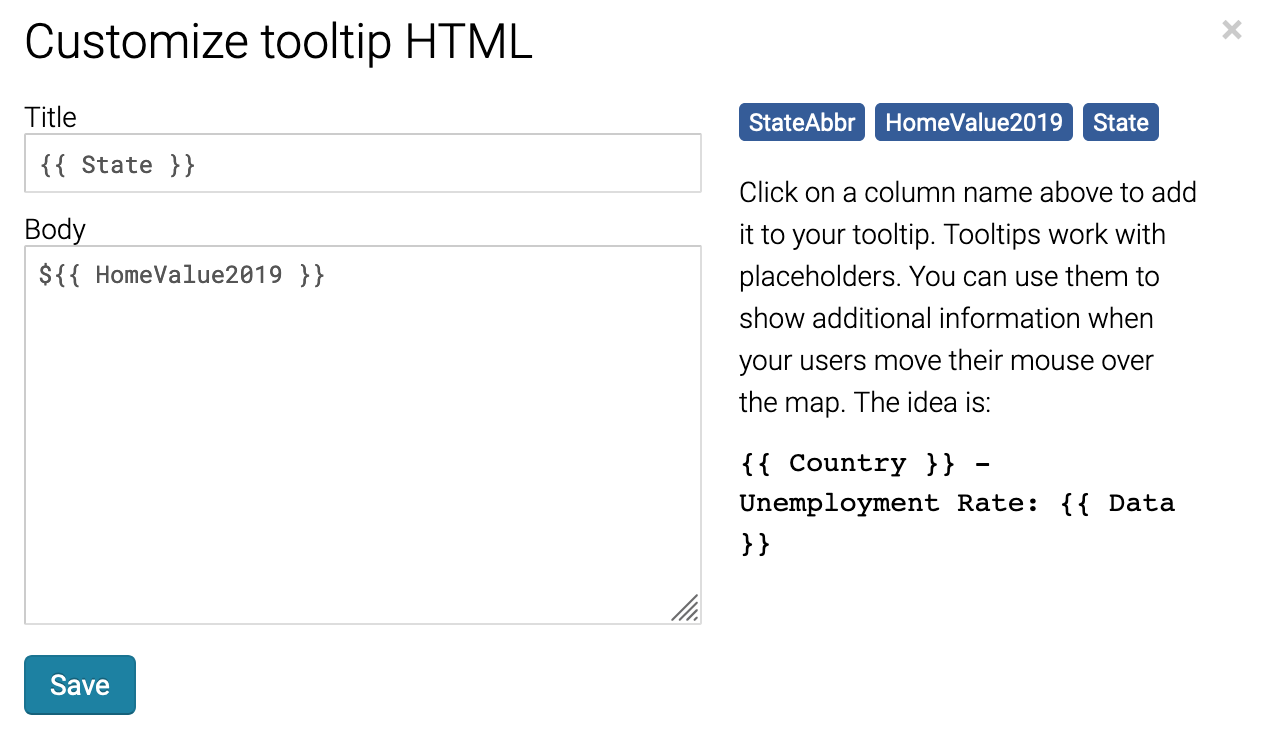 Customize tooltip HTML
×
Title
{{ State }}
Body
${{ HomeValue2019 }}
Save
StateAbbr HomeValue2019 State
Click on a column name above to add
it to your tooltip. Tooltips work with
placeholders. You can use them to
show additional information when
your users move their mouse over
the map. The idea is:
{{ Country }} –
Unemployment Rate: {{ Data
}}